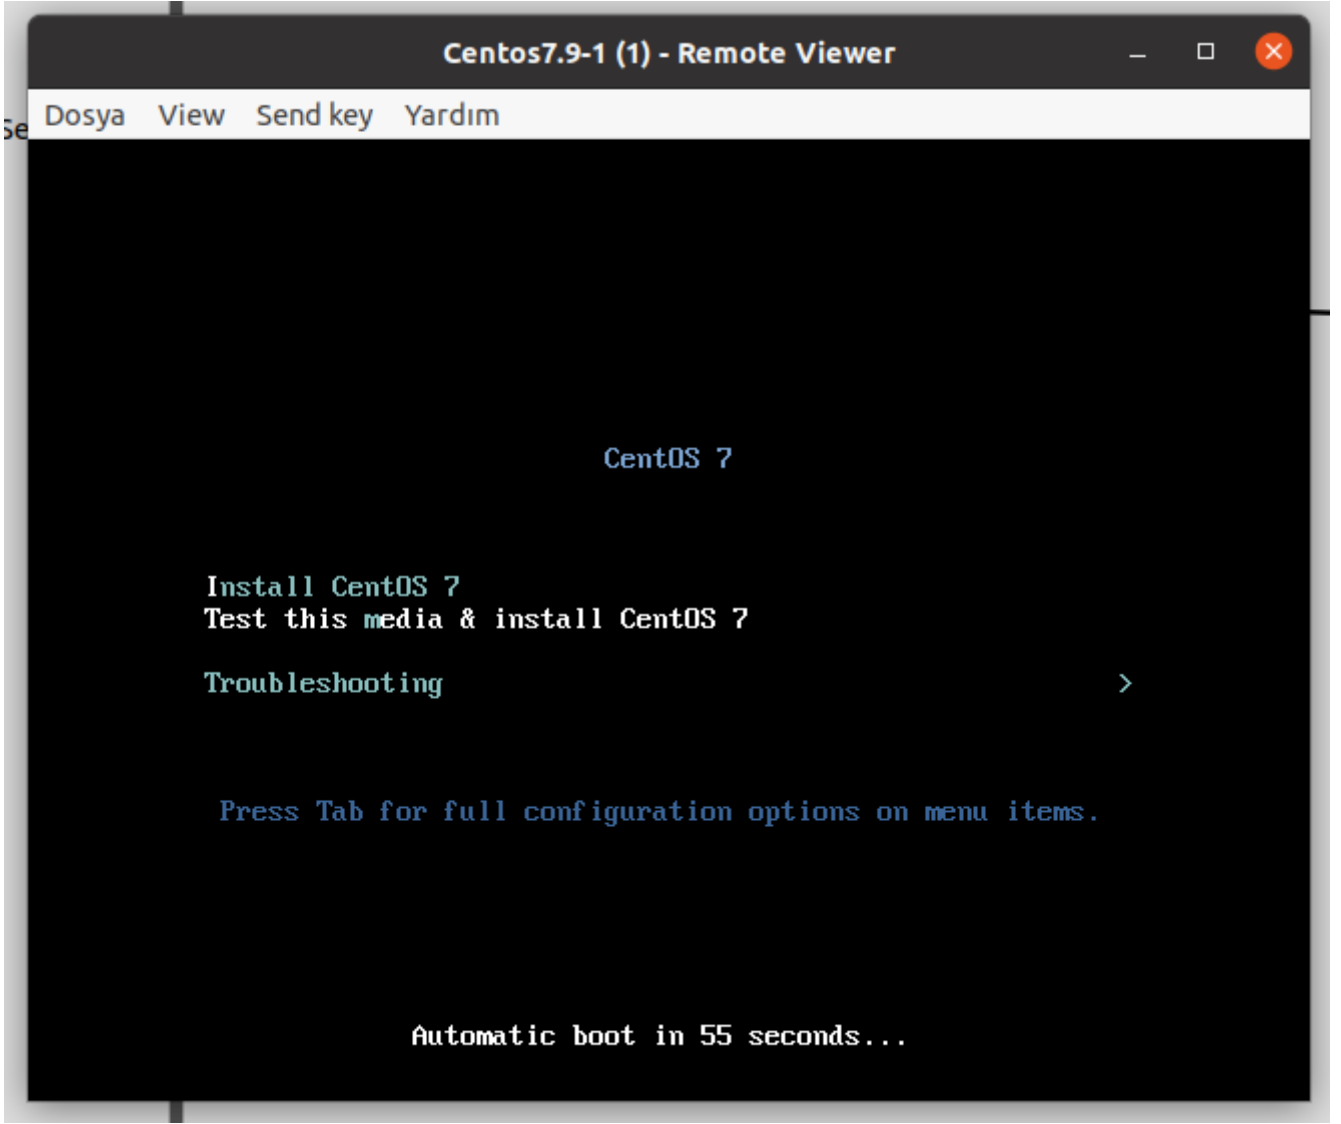 Centos7.9-1 (1) - Remote Viewer
Dosya View Send key Yardım
Se
CentOS 7
Install CentOS 7
Test this media & install CentOS 7
Troubleshooting >
Press Tab for full configuration options on menu items.
Automatic boot in 55 seconds...